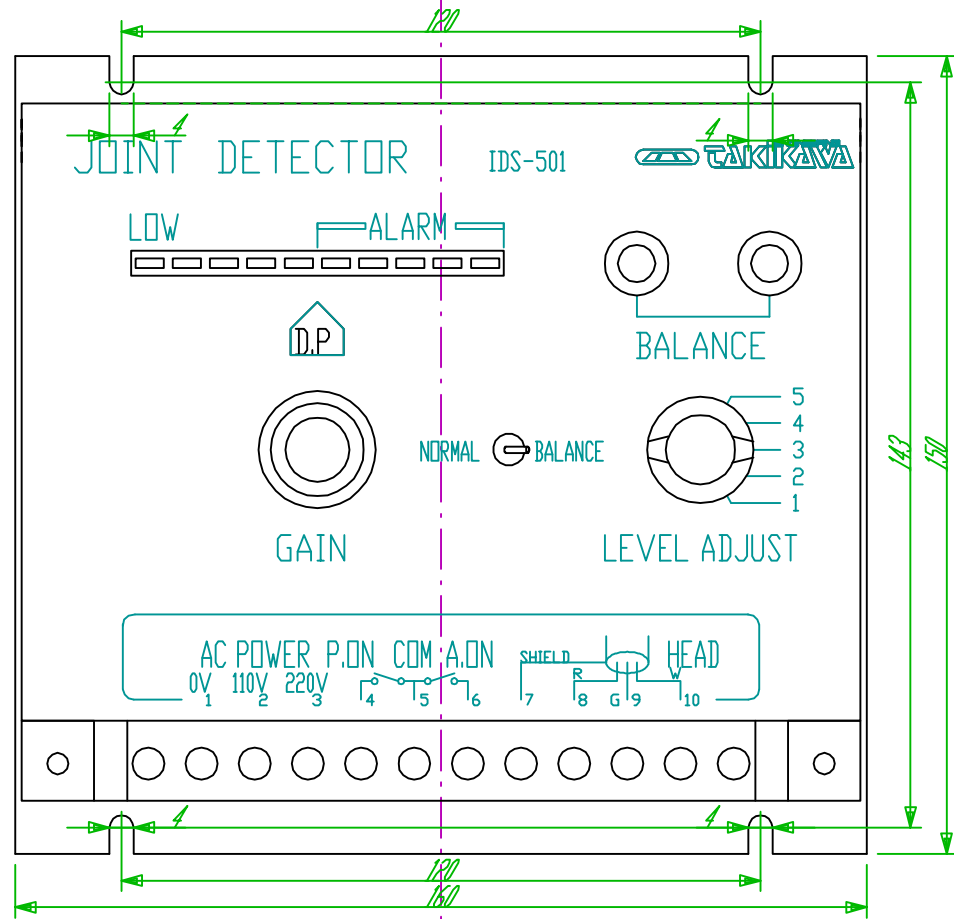 120
4 4
JOINT DETECTOR IDS-501 TAKIKAWA
LOW ALARM
D.P
BALANCE
5
4
NORMAL BALANCE 3
2
1
143 150
GAIN LEVEL ADJUST
AC POWER P.ON COM A.ON SHIELD HEAD
0V 110V 220V R W
1 2 3 4 5 6 7 8 G 9 10
4 4
120
160